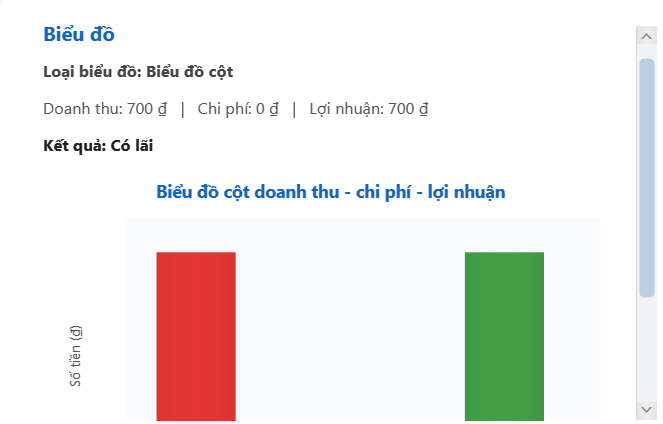 Biểu đồ
Loại biểu đồ: Biểu đồ cột
Doanh thu: 700 ₫ | Chi phí: 0 ₫ | Lợi nhuận: 700 ₫
Kết quả: Có lãi
Biểu đồ cột doanh thu - chi phí - lợi nhuận
Số tiền (₫)